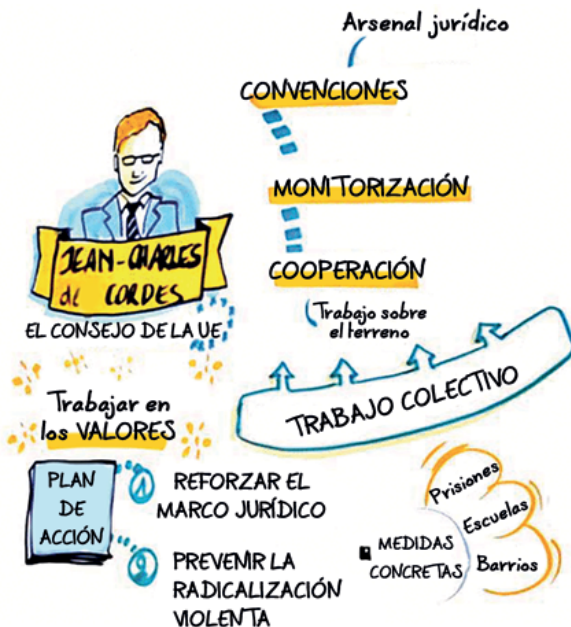 Arsenal jurídico
CONVENCIONES
MONITORIZACIÓN
COOPERACIÓN
Trabajo sobre
el terreno
JEAN-CHARLES
de CORDES
EL CONSEJO DE LA UE
TRABAJO COLECTIVO
Trabajar en
los VALORES
PLAN
DE
ACCIÓN
1 REFORZAR EL
MARCO JURÍDICO
2 PREVENIR LA
RADICALIZACIÓN
VIOLENTA
MEDIDAS
CONCRETAS
Prisiones
Escuelas
Barrios